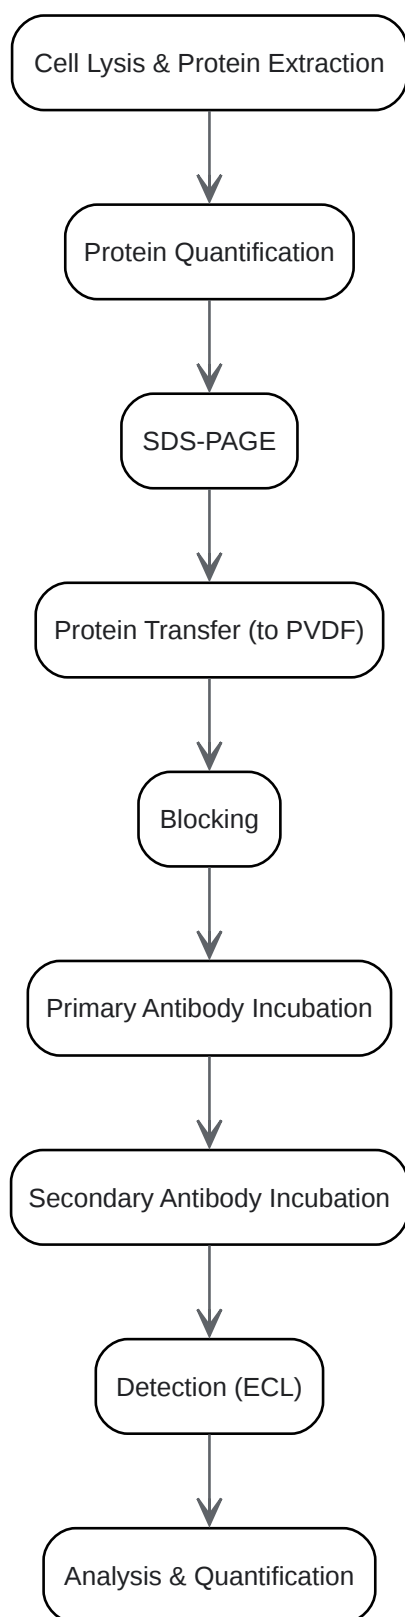 Cell Lysis & Protein Extraction
Protein Quantification
SDS-PAGE
Protein Transfer (to PVDF)
Blocking
Primary Antibody Incubation
Secondary Antibody Incubation
Detection (ECL)
Analysis & Quantification